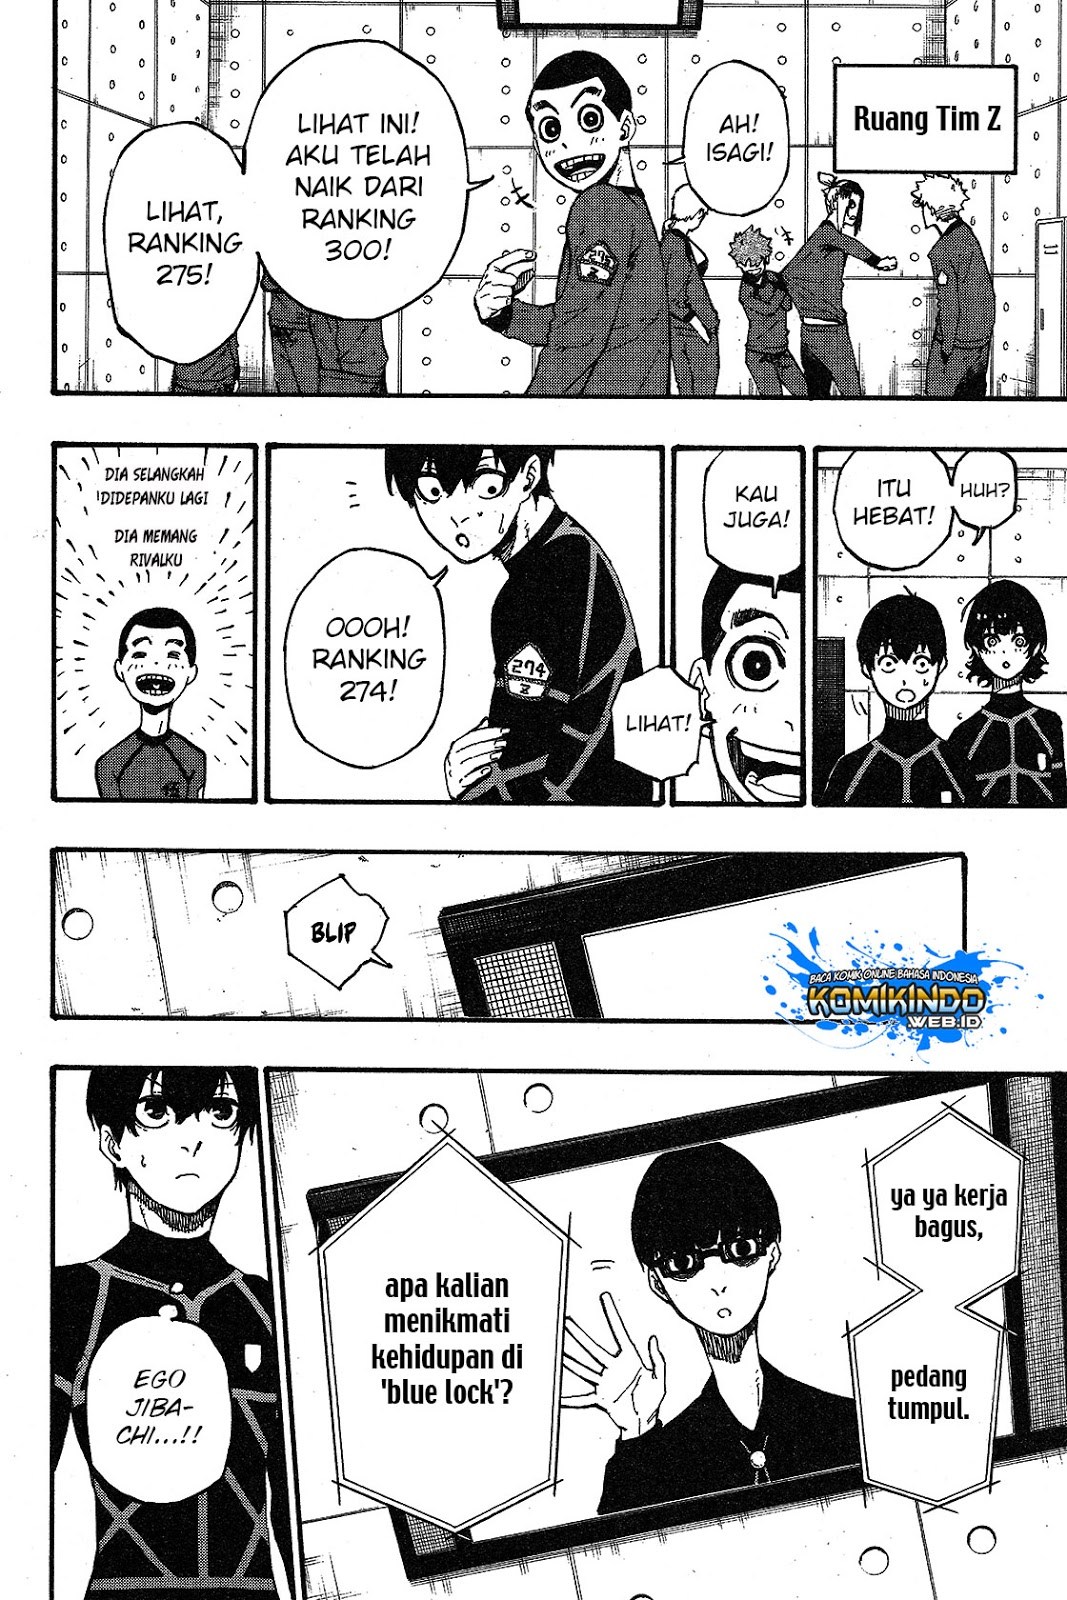 Ruang Tim Z
AH!
ISAGI!
LIHAT INI!
AKU TELAH
NAIK DARI
RANKING
300!
LIHAT,
RANKING
275!
HUH?
ITU
HEBAT!
KAU
JUGA!
LIHAT!
OOOH!
RANKING
274!
274
Z
DIA SELANGKAH
DIDEPANKU LAGI
DIA MEMANG
RIVALKU
BLIP
BACA KOMIK ONLINE BAHASA INDONESIA
KOMIKINDO
WEB.ID
ya ya kerja
bagus,
pedang
tumpul.
apa kalian
menikmati
kehidupan di
'blue lock'?
EGO
JIBA-
CHI...!!